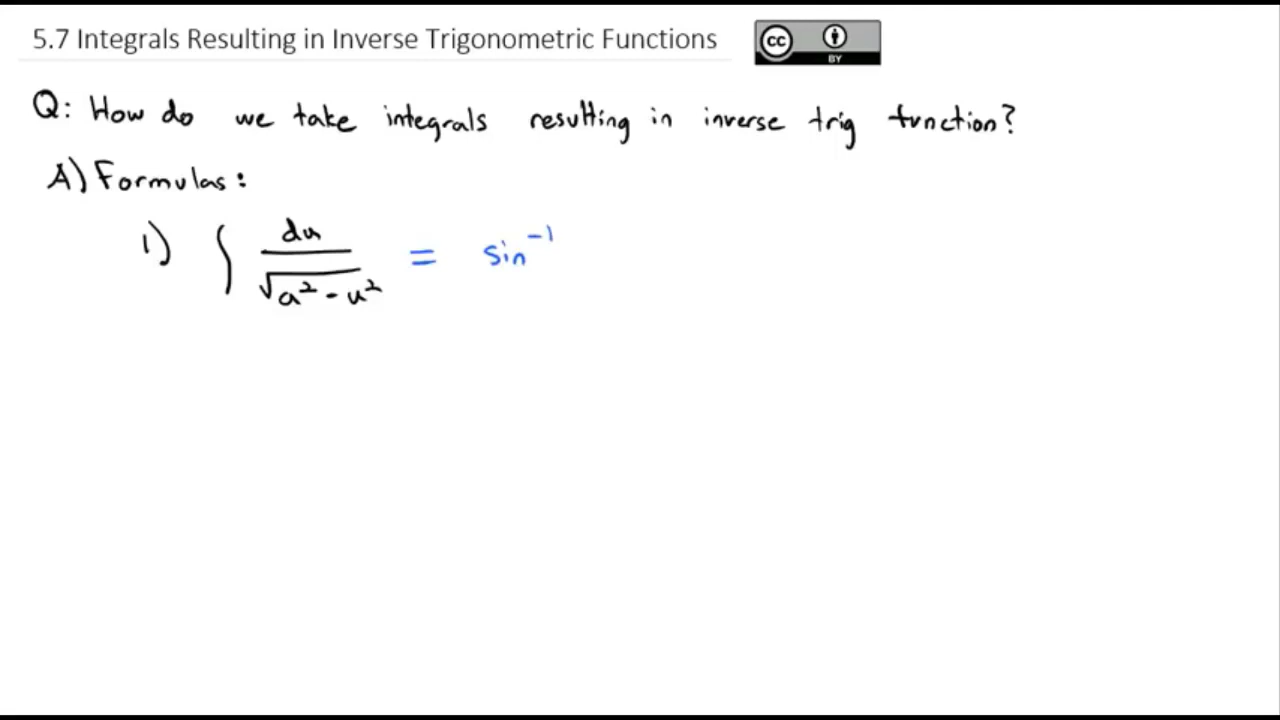 5.7 Integrals Resulting in Inverse Trigonometric Functions
cc BY
Q: How do we take integrals resulting in inverse trig function?
A) Formulas:
1) ∫ du / √(a² - u²) = sin⁻¹